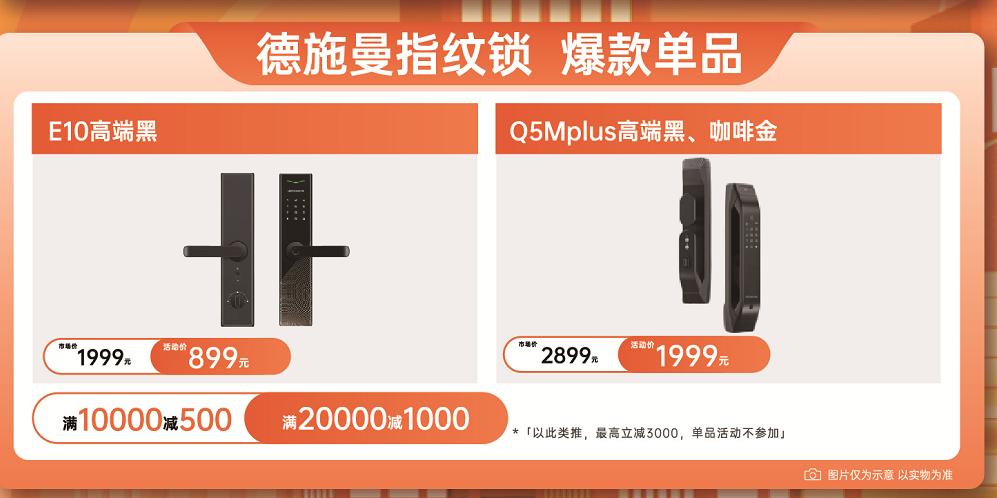 德施曼指纹锁 爆款单品
E10高端黑
Q5Mplus高端黑、咖啡金
市场价1999元 活动价899元
市场价2899元 活动价1999元
满10000减500 满20000减1000
*「以此类推，最高立减3000，单品活动不参加」
图片仅为示意 以实物为准